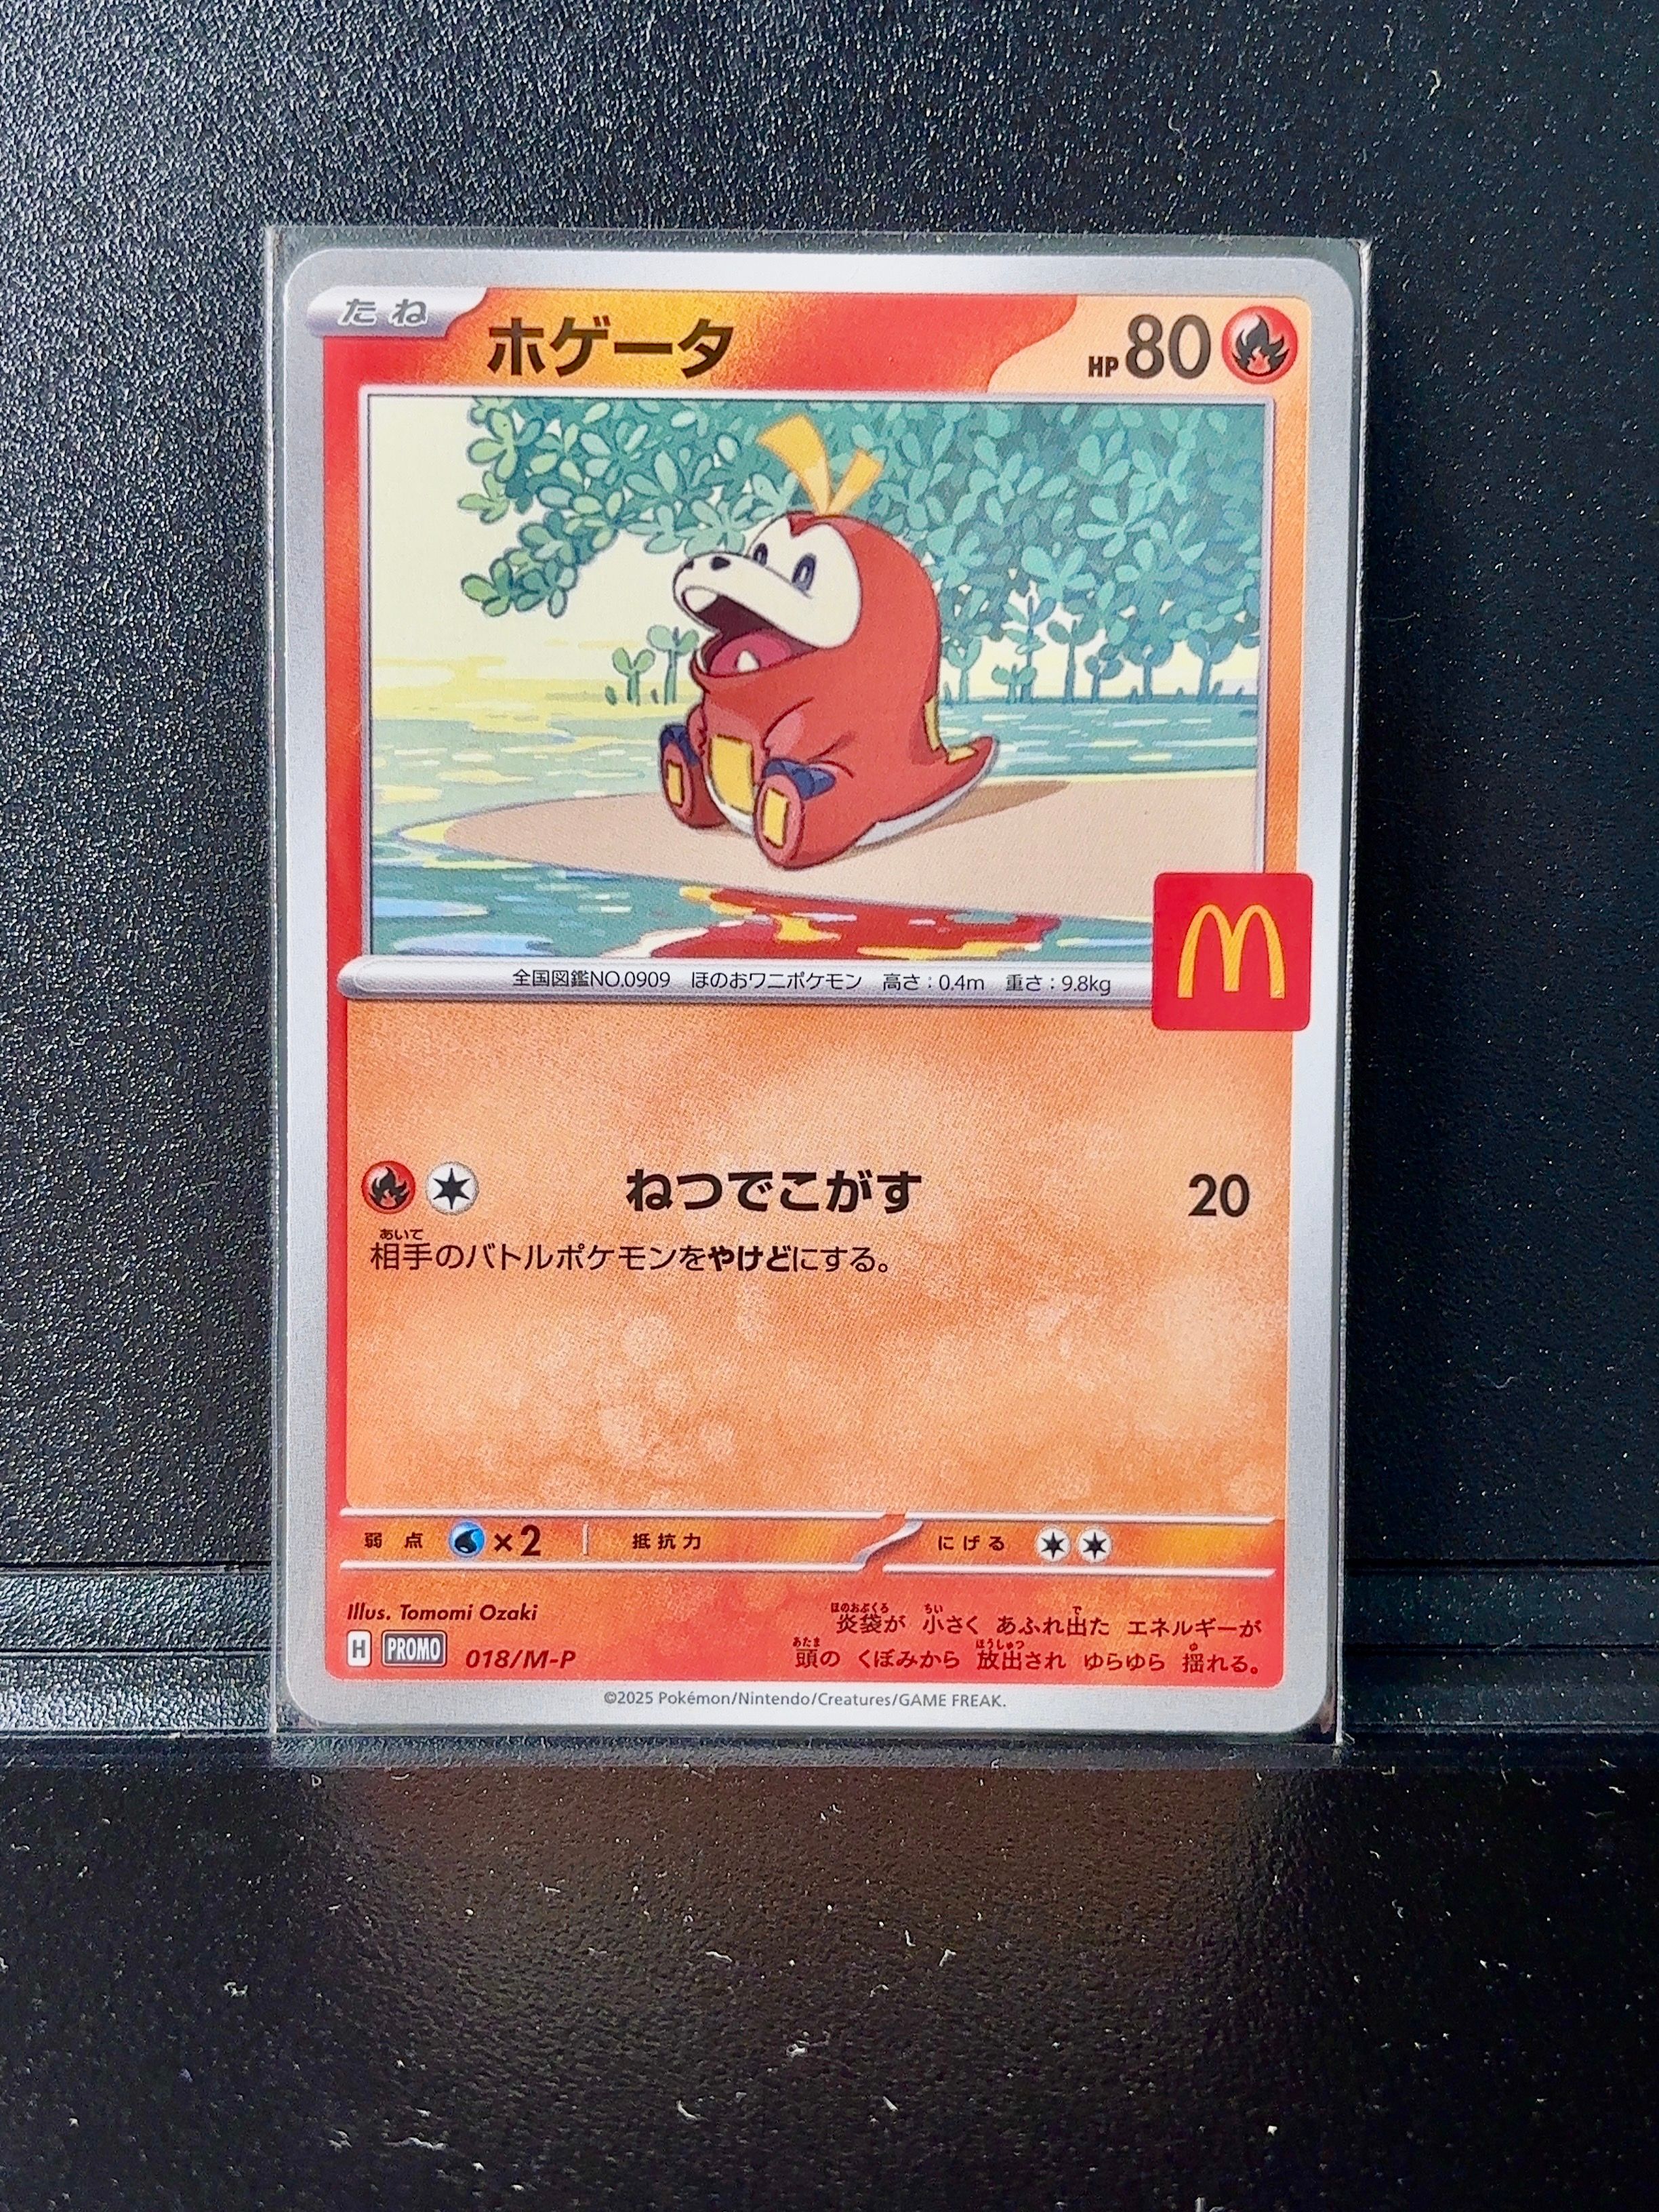 たね
ホゲータ
HP 80
M
全国図鑑NO.0909 ほのおワニポケモン 高さ:0.4m 重さ:9.8kg
ねつでこがす 20
あいて
相手のバトルポケモンをやけどにする。
弱点 ×2 抵抗力 にげる
Illus. Tomomi Ozaki
H PROMO 018/M-P
ほのおぶくろ ちい で
炎袋が 小さく あふれ出た エネルギーが
あたま ほうしゅつ ゆ
頭の くぼみから 放出され ゆらゆら 揺れる。
©2025 Pokémon/Nintendo/Creatures/GAME FREAK.